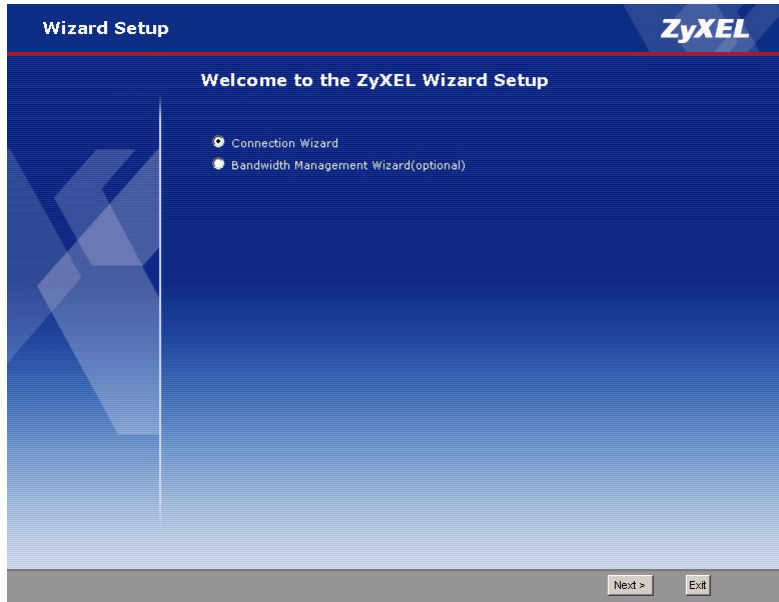 Wizard Setup
ZyXEL
Welcome to the ZyXEL Wizard Setup
Connection Wizard
Bandwidth Management Wizard(optional)
Next >
Exit